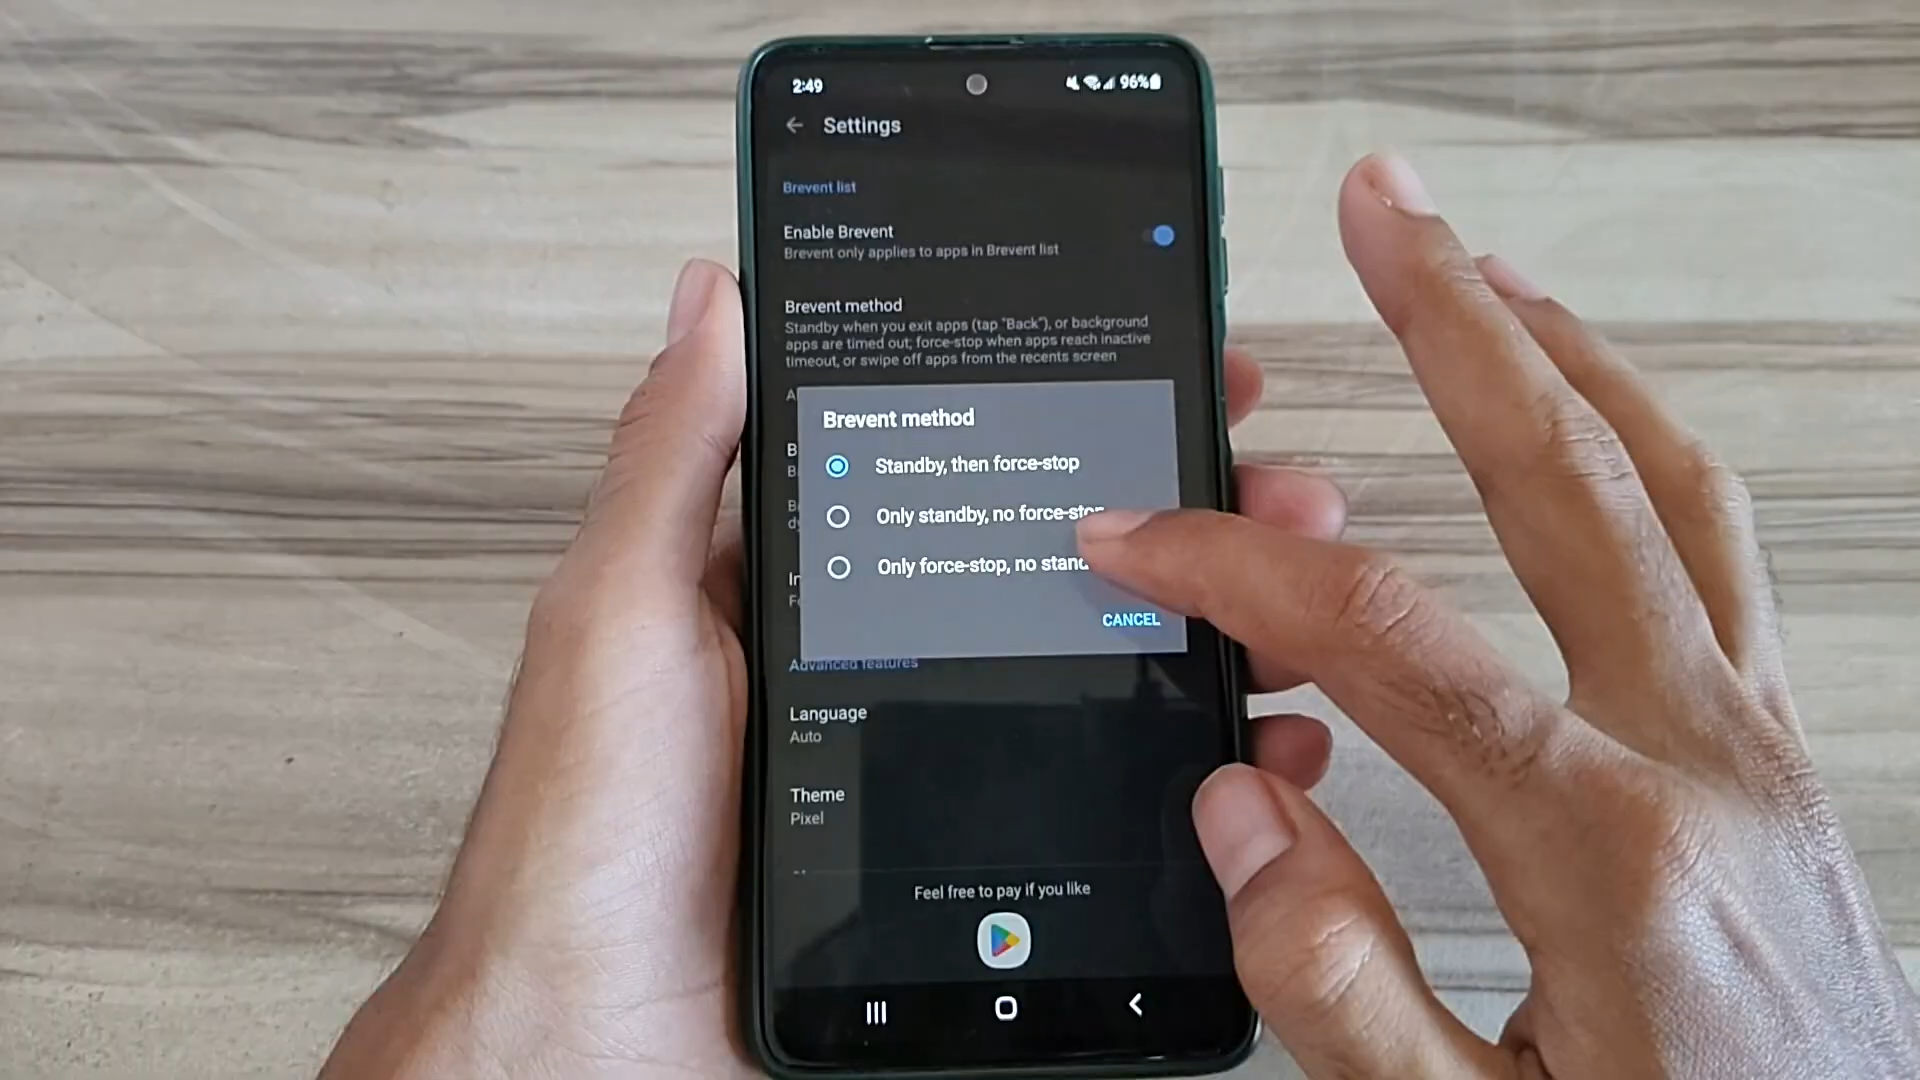 2:49
96%
Settings
Brevent list
Enable Brevent
Brevent only applies to apps in Brevent list
Brevent method
Standby when you exit apps (tap "Back"), or background
apps are timed out; force-stop when apps reach inactive
timeout, or swipe off apps from the recents screen
Brevent method
Standby, then force-stop
Only standby, no force-stop
Only force-stop, no stand
CANCEL
Advanced features
Language
Auto
Theme
Pixel
Feel free to pay if you like